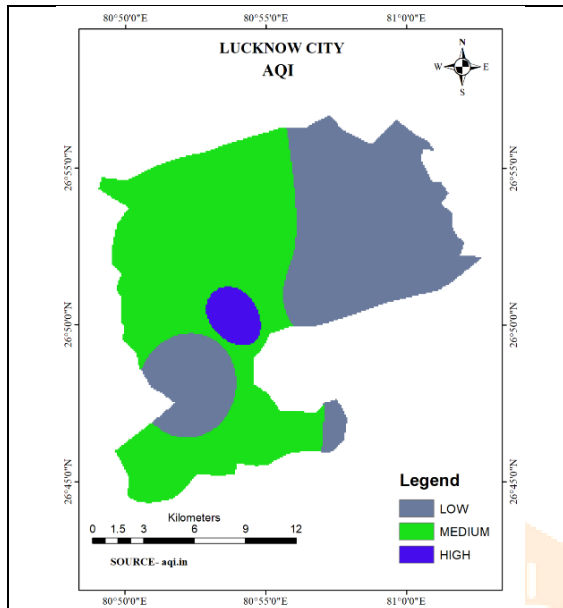 80°50'0"E 80°55'0"E 81°0'0"E
LUCKNOW CITY
AQI
N
W E
S
26°55'0"N 26°55'0"N
26°50'0"N 26°50'0"N
26°45'0"N 26°45'0"N
Legend
LOW
MEDIUM
HIGH
Kilometers
0 1.5 3 6 9 12
SOURCE- aqi.in
80°50'0"E 80°55'0"E 81°0'0"E